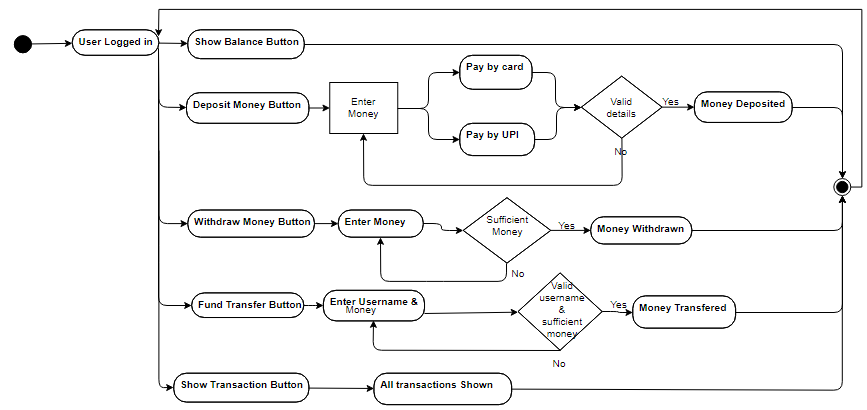 User Logged in
Show Balance Button
Deposit Money Button
Enter
Money
Pay by card
Pay by UPI
Valid
details
Yes
Money Deposited
No
Withdraw Money Button
Enter Money
Sufficient
Money
Yes
Money Withdrawn
No
Fund Transfer Button
Enter Username &
Money
Valid
username
&
sufficient
money
Yes
Money Transfered
No
Show Transaction Button
All transactions Shown